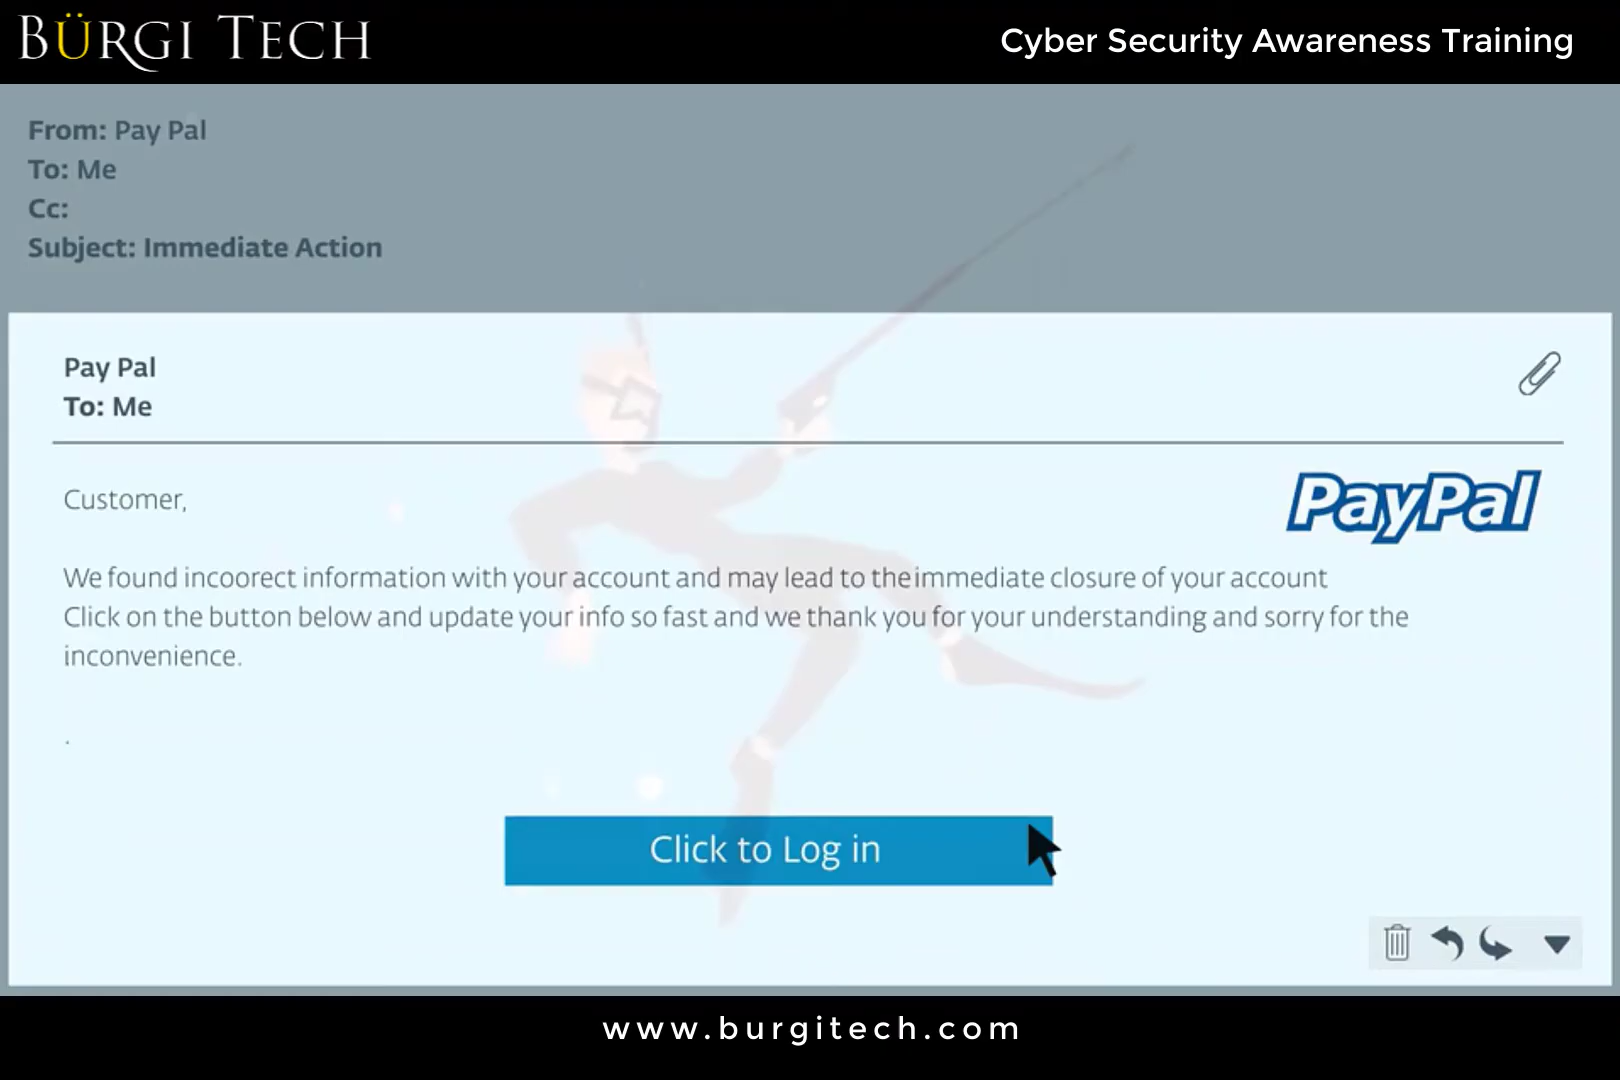 BÜRGI TECH
Cyber Security Awareness Training
From: Pay Pal
To: Me
Cc:
Subject: Immediate Action
Pay Pal
To: Me
PayPal
Customer,
We found incoorect information with your account and may lead to theimmediate closure of your account
Click on the button below and update your info so fast and we thank you for your understanding and sorry for the
inconvenience.
.
Click to Log in
www.burgitech.com